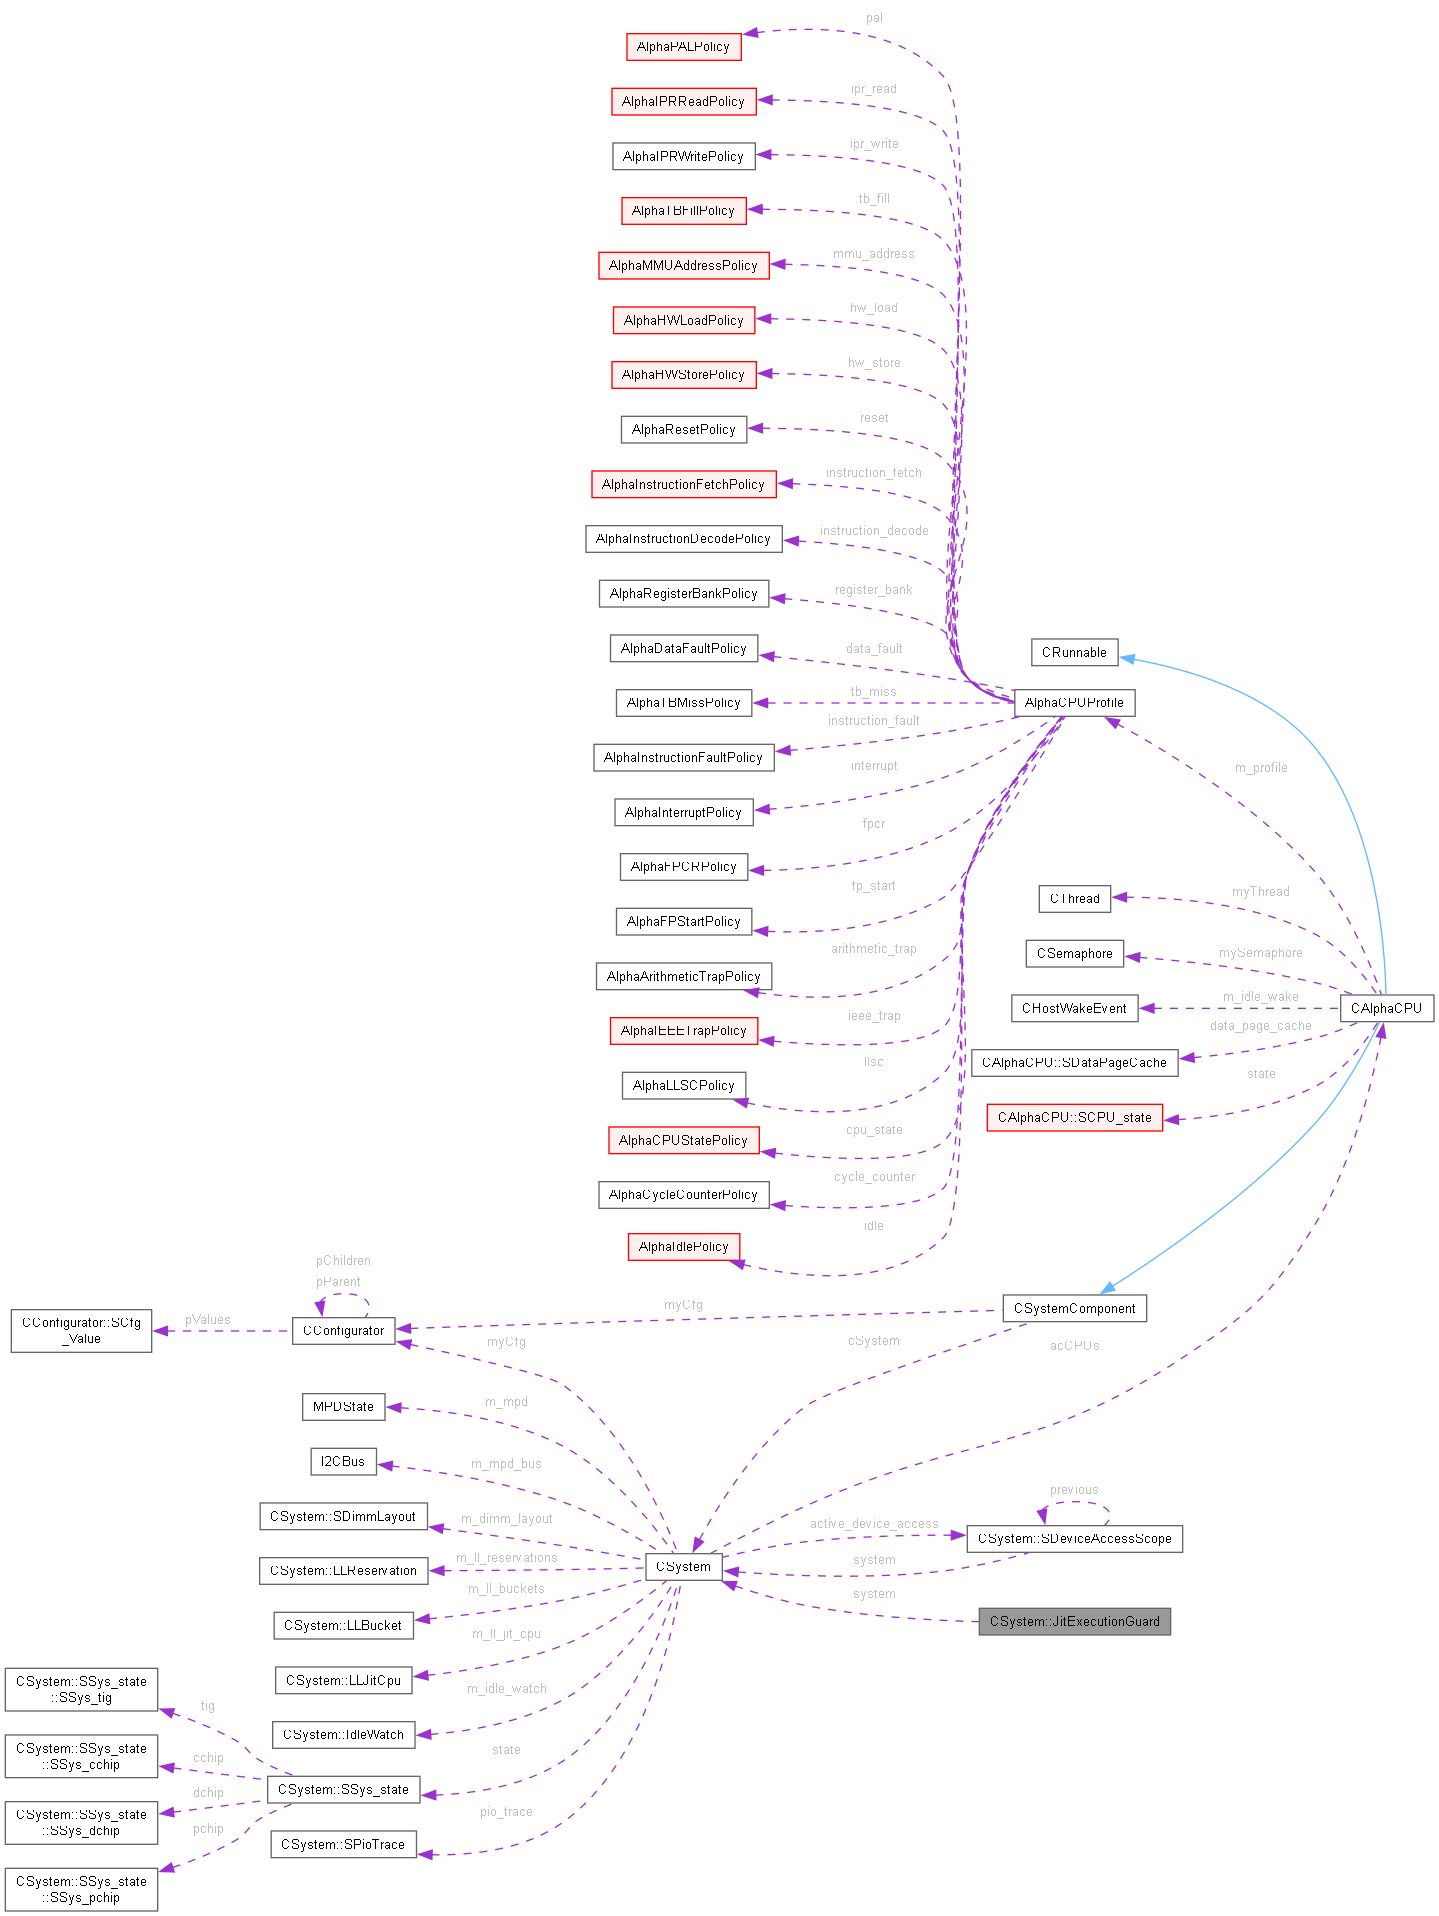 pal
AlphaPALPolicy
ipr_read
AlphaIPRReadPolicy
ipr_write
AlphaIPRWritePolicy
tb_fill
AlphaTBFillPolicy
mmu_address
AlphaMMUAddressPolicy
hw_load
AlphaHWLoadPolicy
hw_store
AlphaHWStorePolicy
reset
AlphaResetPolicy
instruction_fetch
AlphaInstructionFetchPolicy
instruction_decode
AlphaInstructionDecodePolicy
register_bank
AlphaRegisterBankPolicy
data_fault
AlphaDataFaultPolicy
CRunnable
tb_miss
AlphaTBMissPolicy
AlphaCPUProfile
instruction_fault
AlphaInstructionFaultPolicy
interrupt
m_profile
AlphaInterruptPolicy
fpcr
AlphaFPCRPolicy
fp_start
myThread
CThread
AlphaFPStartPolicy
arithmetic_trap
mySemaphore
CSemaphore
AlphaArithmeticTrapPolicy
m_idle_wake
CHostWakeEvent
CAlphaCPU
ieee_trap
data_page_cache
AlphaIEEETrapPolicy
llsc
CAlphaCPU::SDataPageCache
state
AlphaLLSCPolicy
CAlphaCPU::SCPU_state
cpu_state
AlphaCPUStatePolicy
cycle_counter
AlphaCycleCounterPolicy
idle
AlphaIdlePolicy
pChildren
pParent
myCfg
CSystemComponent
CConfigurator::SCfg
_Value
pValues
CConfigurator
myCfg
cSystem
acCPUs
MPDState
m_mpd
I2CBus
m_mpd_bus
previous
CSystem::SDimmLayout
m_dimm_layout
active_device_access
CSystem::SDeviceAccessScope
m_ll_reservations
CSystem::LLReservation
CSystem
system
m_ll_buckets
system
CSystem::LLBucket
CSystem::JitExecutionGuard
m_ll_jit_cpu
CSystem::LLJitCpu
CSystem::SSys_state
::SSys_tig
m_idle_watch
tig
CSystem::IdleWatch
CSystem::SSys_state
::SSys_cchip
cchip
state
CSystem::SSys_state
dchip
CSystem::SSys_state
::SSys_dchip
pio_trace
pchip
CSystem::SPioTrace
CSystem::SSys_state
::SSys_pchip